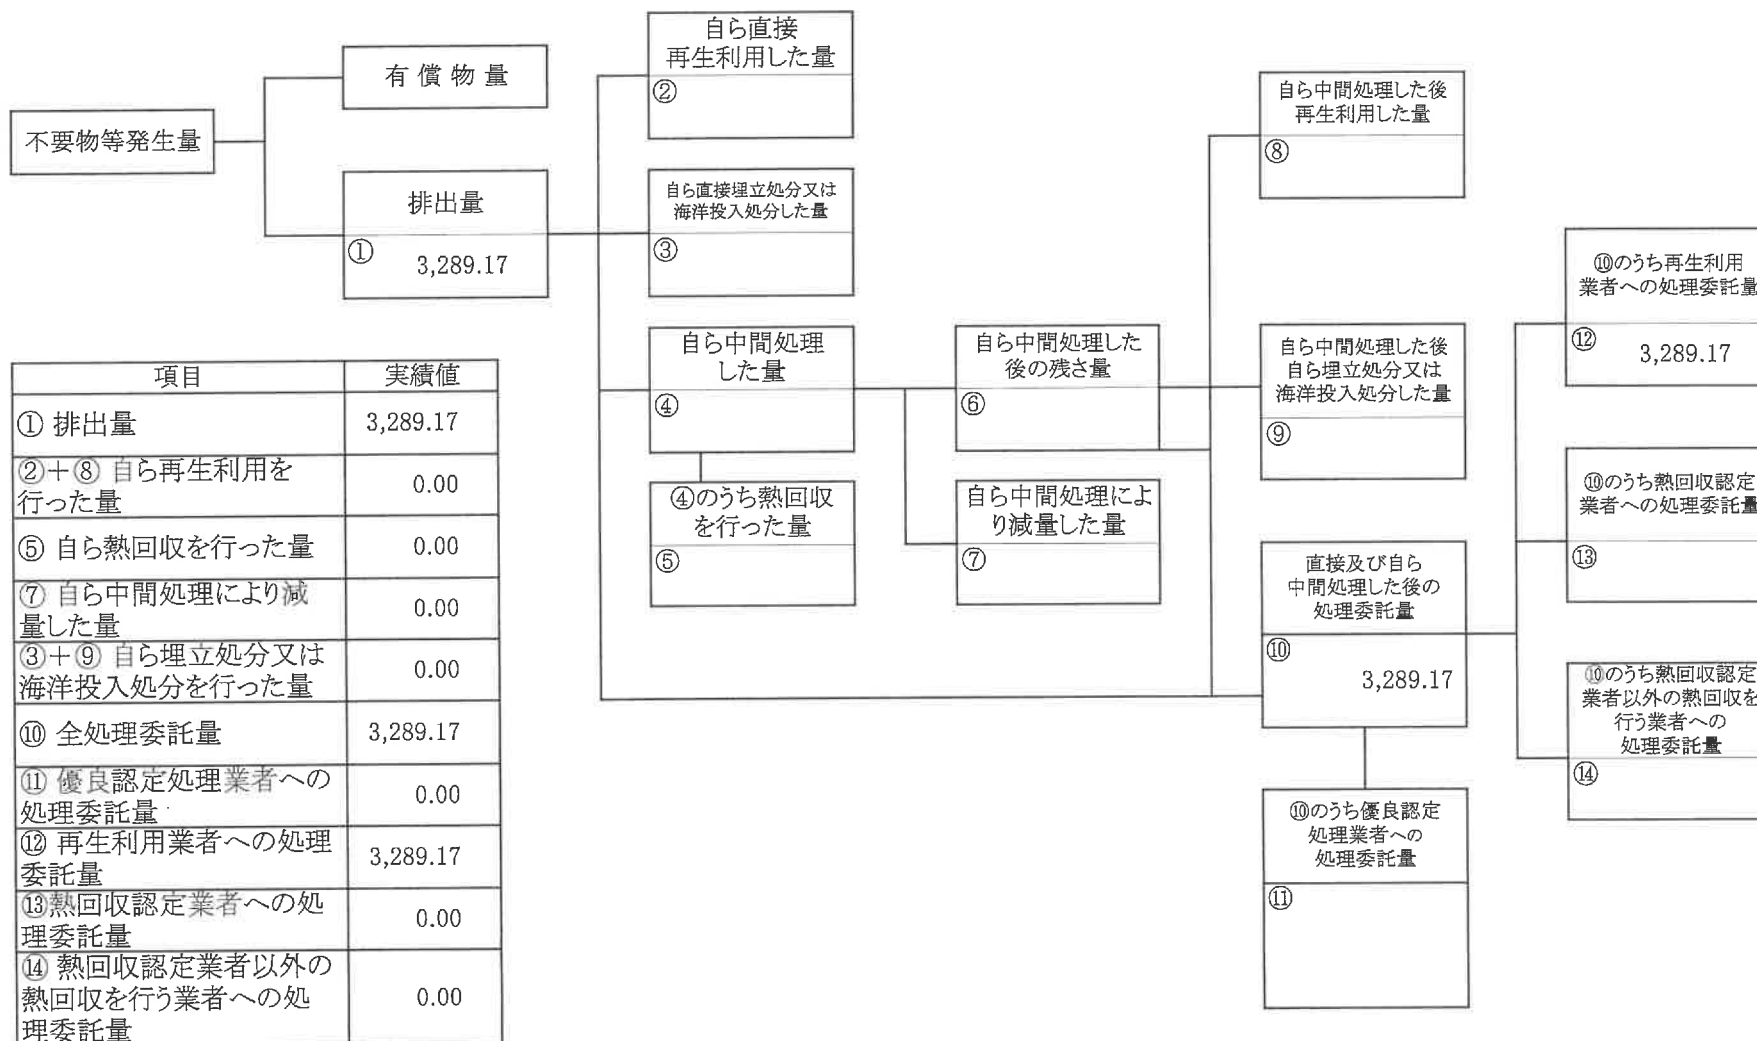 不要物等発生量
有償物量
排出量
①
3,289.17
自ら直接
再生利用した量
②
自ら直接埋立処分又は
海洋投入処分した量
③
自ら中間処理
した量
④
④のうち熱回収
を行った量
⑤
自ら中間処理した
後の残さ量
⑥
自ら中間処理によ
り減量した量
⑦
自ら中間処理した後
再生利用した量
⑧
自ら中間処理した後
自ら埋立処分又は
海洋投入処分した量
⑨
直接及び自ら
中間処理した後の
処理委託量
⑩
3,289.17
⑩のうち優良認定
処理業者への
処理委託量
⑪
⑩のうち再生利用
業者への処理委託量
⑫
3,289.17
⑩のうち熱回収認定
業者への処理委託量
⑬
⑩のうち熱回収認定
業者以外の熱回収を
行う業者への
処理委託量
⑭
項目 実績値
① 排出量 3,289.17
②+⑧ 自ら再生利用を
行った量 0.00
⑤ 自ら熱回収を行った量 0.00
⑦ 自ら中間処理により減
量した量 0.00
③+⑨ 自ら埋立処分又は
海洋投入処分を行った量 0.00
⑩ 全処理委託量 3,289.17
⑪ 優良認定処理業者への
処理委託量 0.00
⑫ 再生利用業者への処理
委託量 3,289.17
⑬熱回収認定業者への処
理委託量 0.00
⑭ 熱回収認定業者以外の
熱回収を行う業者への処
理委託量 0.00